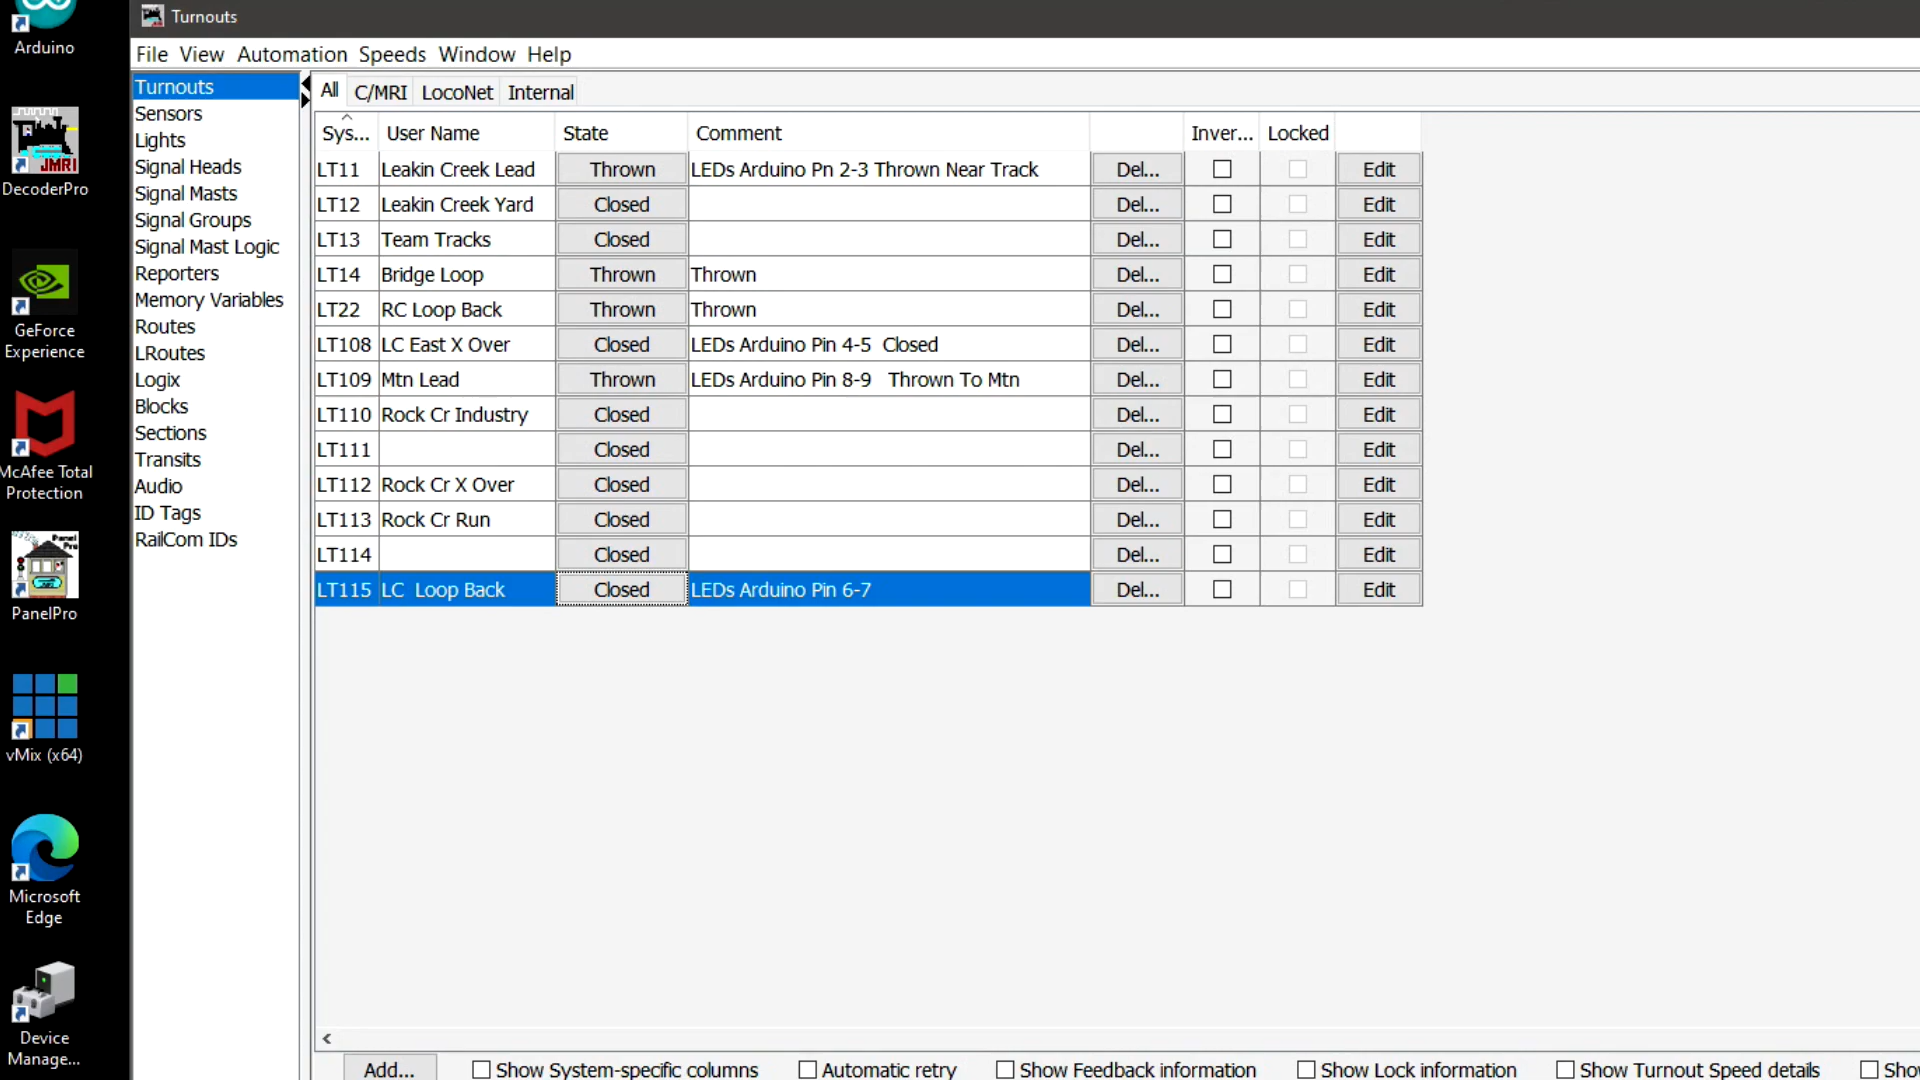 Arduino
DecoderPro
GeForce
Experience
McAfee Total
Protection
PanelPro
vMix (x64)
Microsoft
Edge
Device
Manage...
Turnouts
File View Automation Speeds Window Help
Turnouts
Sensors
Lights
Signal Heads
Signal Masts
Signal Groups
Signal Mast Logic
Reporters
Memory Variables
Routes
LRoutes
Logix
Blocks
Sections
Transits
Audio
ID Tags
RailCom IDs
All C/MRI LocoNet Internal
Sys... User Name State Comment Inver... Locked
LT11 Leakin Creek Lead Thrown LEDs Arduino Pn 2-3 Thrown Near Track Del... Edit
LT12 Leakin Creek Yard Closed Del... Edit
LT13 Team Tracks Closed Del... Edit
LT14 Bridge Loop Thrown Thrown Del... Edit
LT22 RC Loop Back Thrown Thrown Del... Edit
LT108 LC East X Over Closed LEDs Arduino Pin 4-5 Closed Del... Edit
LT109 Mtn Lead Thrown LEDs Arduino Pin 8-9 Thrown To Mtn Del... Edit
LT110 Rock Cr Industry Closed Del... Edit
LT111 Closed Del... Edit
LT112 Rock Cr X Over Closed Del... Edit
LT113 Rock Cr Run Closed Del... Edit
LT114 Closed Del... Edit
LT115 LC Loop Back Closed LEDs Arduino Pin 6-7 Del... Edit
Add... Show System-specific columns Automatic retry Show Feedback information Show Lock information Show Turnout Speed details Sho